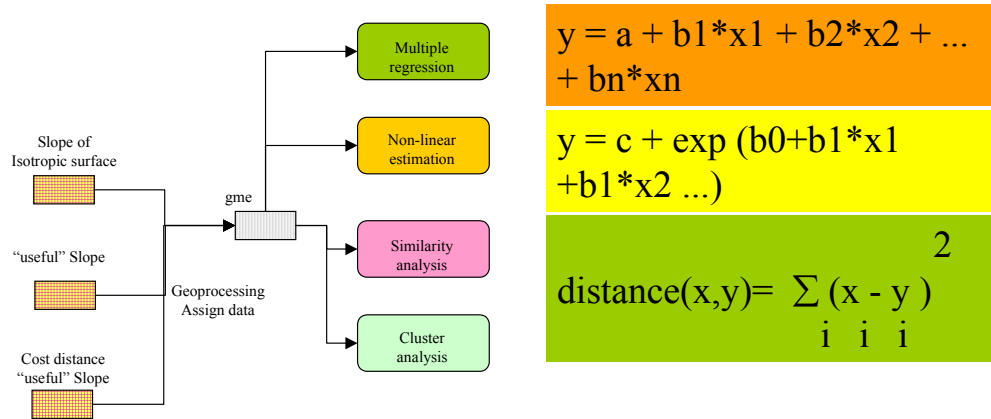 Slope of
Isotropic surface
"useful" Slope
Cost distance
"useful" Slope
gme
Geoprocessing
Assign data
Multiple
regression
Non-linear
estimation
Similarity
analysis
Cluster
analysis
y = a + b1*x1 + b2*x2 + ...
+ bn*xn
y = c + exp (b0+b1*x1
+b1*x2 ...)
2
distance(x,y)= ∑ (x - y )
i i i